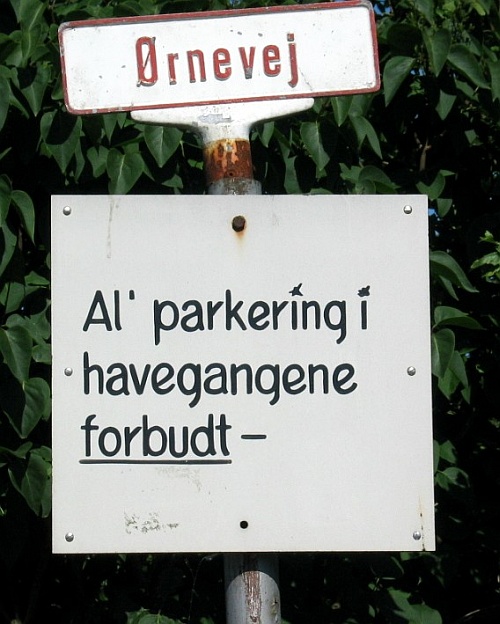 Ørnevej
Al' parkering i
havegangene
forbudt -